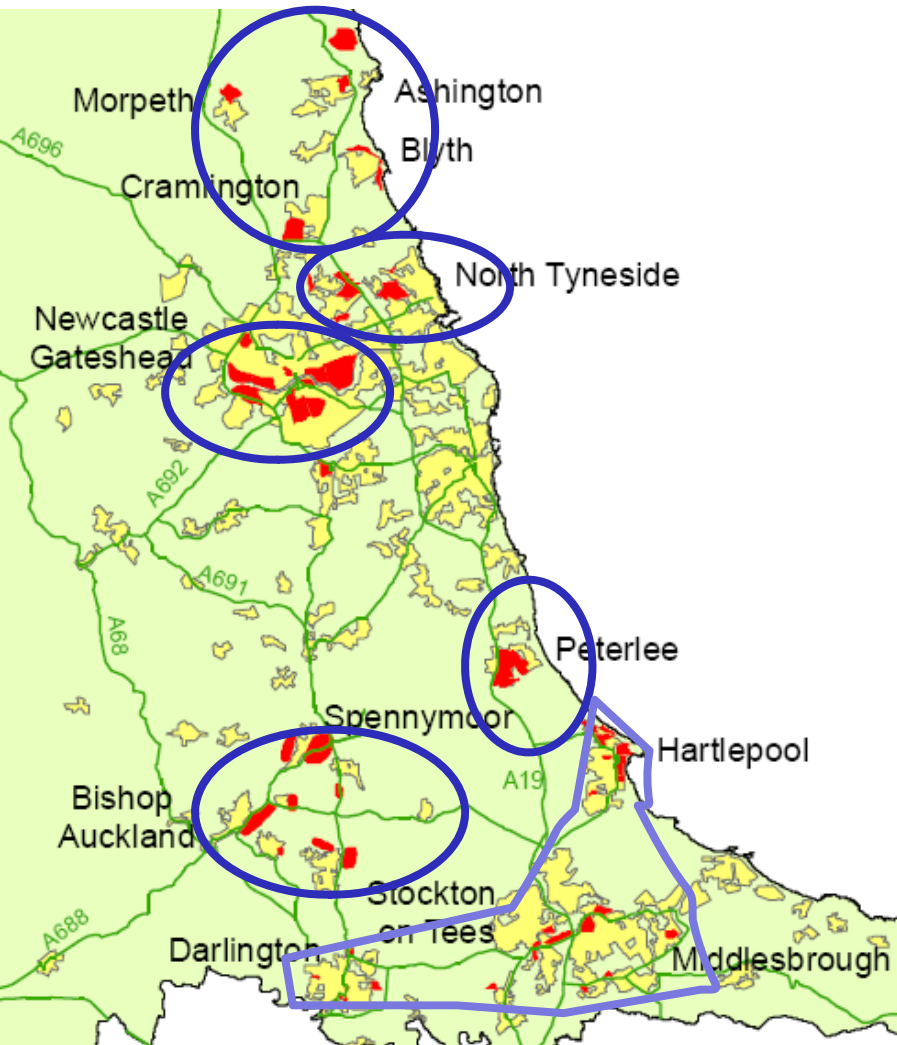 Morpeth
Ashington
A696
Blyth
Cramlington
North Tyneside
Newcastle
Gateshead
A692
A691
A68
Peterlee
Spennymoor
Hartlepool
A19
Bishop
Auckland
Stockton
on Tees
A688
Darlington
Middlesbrough